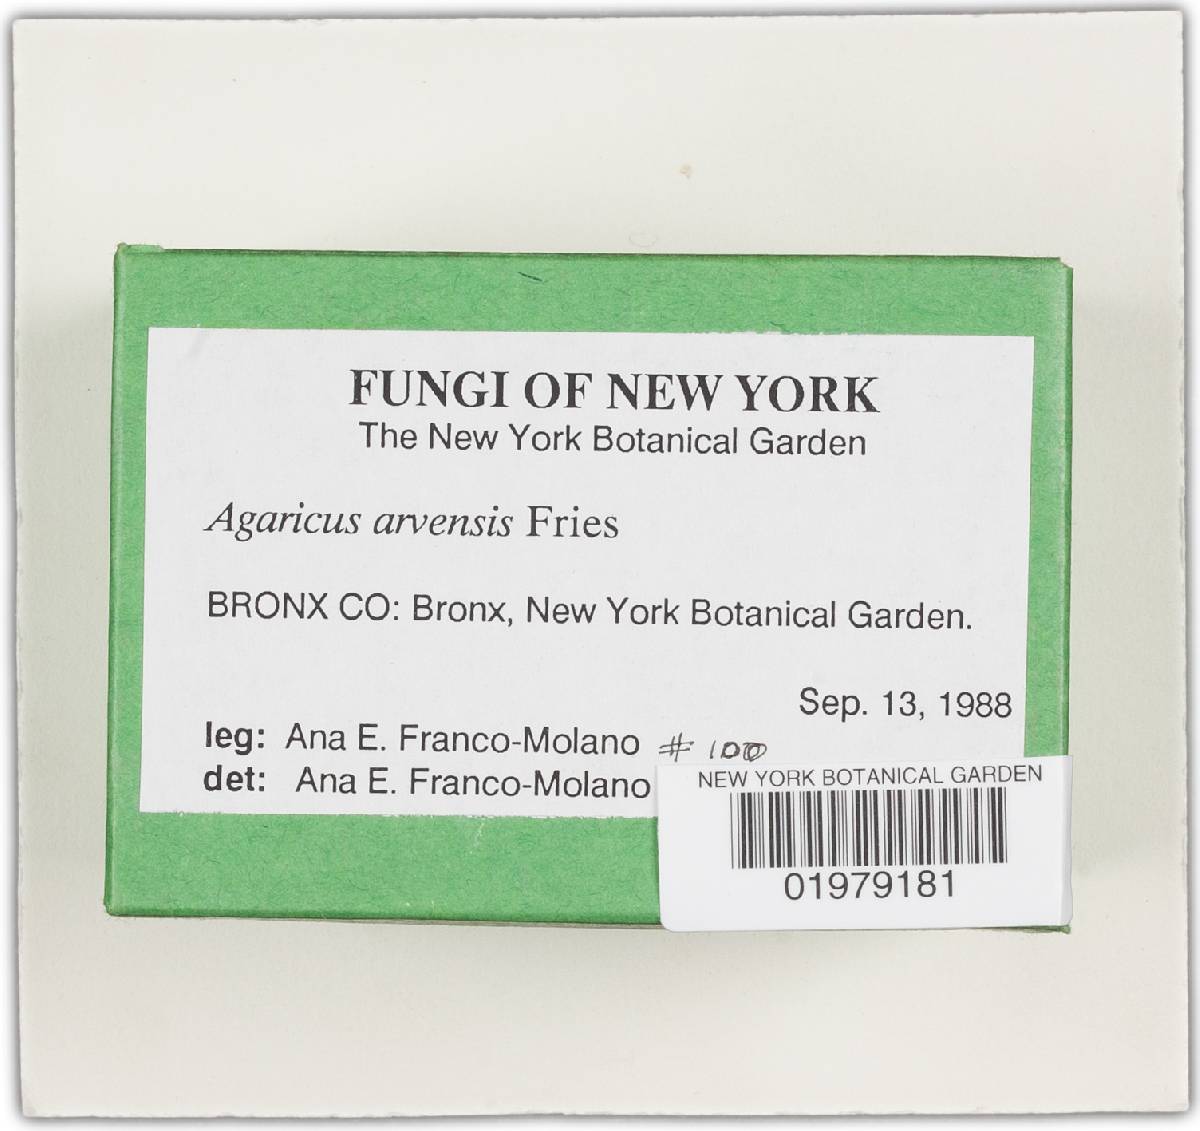 FUNGI OF NEW YORK
The New York Botanical Garden
Agaricus arvensis Fries
BRONX CO: Bronx, New York Botanical Garden.
Sep. 13, 1988
leg: Ana E. Franco-Molano # 100
det: Ana E. Franco-Molano
NEW YORK BOTANICAL GARDEN
01979181